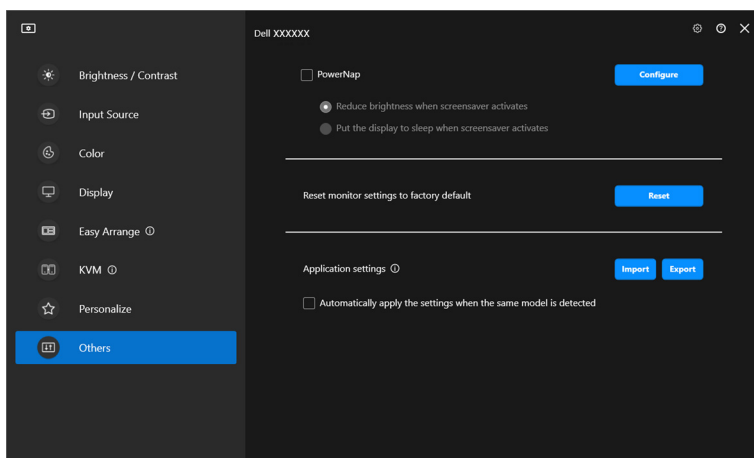 Dell XXXXXX
Brightness / Contrast
Input Source
Color
Display
Easy Arrange
KVM
Personalize
Others
PowerNap
Configure
Reduce brightness when screensaver activates
Put the display to sleep when screensaver activates
Reset monitor settings to factory default
Reset
Application settings
Import
Export
Automatically apply the settings when the same model is detected